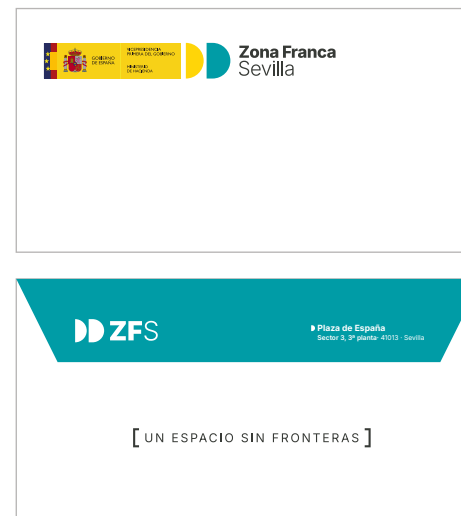 GOBIERNO
DE ESPAÑA
VICEPRESIDENCIA
PRIMERA DEL GOBIERNO
MINISTERIO
DE HACIENDA
Zona Franca
Sevilla
ZFS
Plaza de España
Sector 3, 3ª planta- 41013 - Sevilla
[ UN ESPACIO SIN FRONTERAS ]